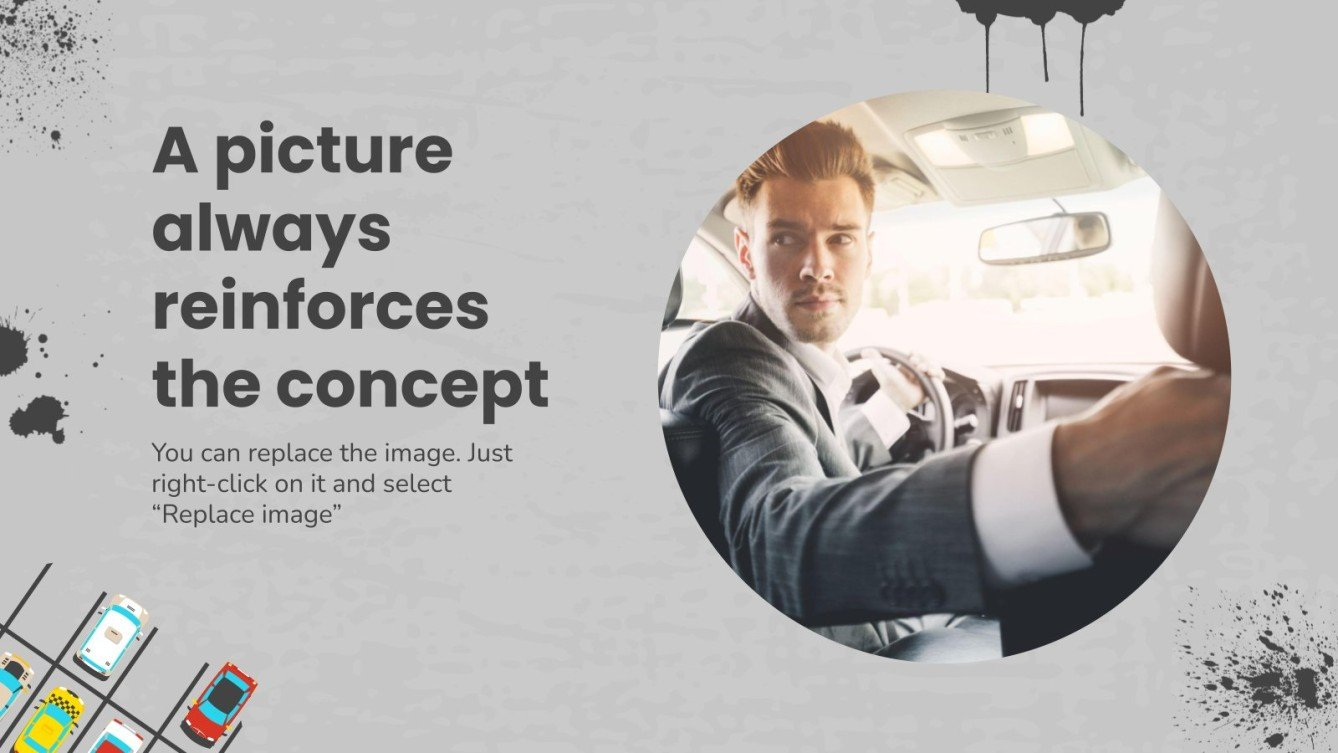 A picture
always
reinforces
the concept
You can replace the image. Just
right-click on it and select
“Replace image”